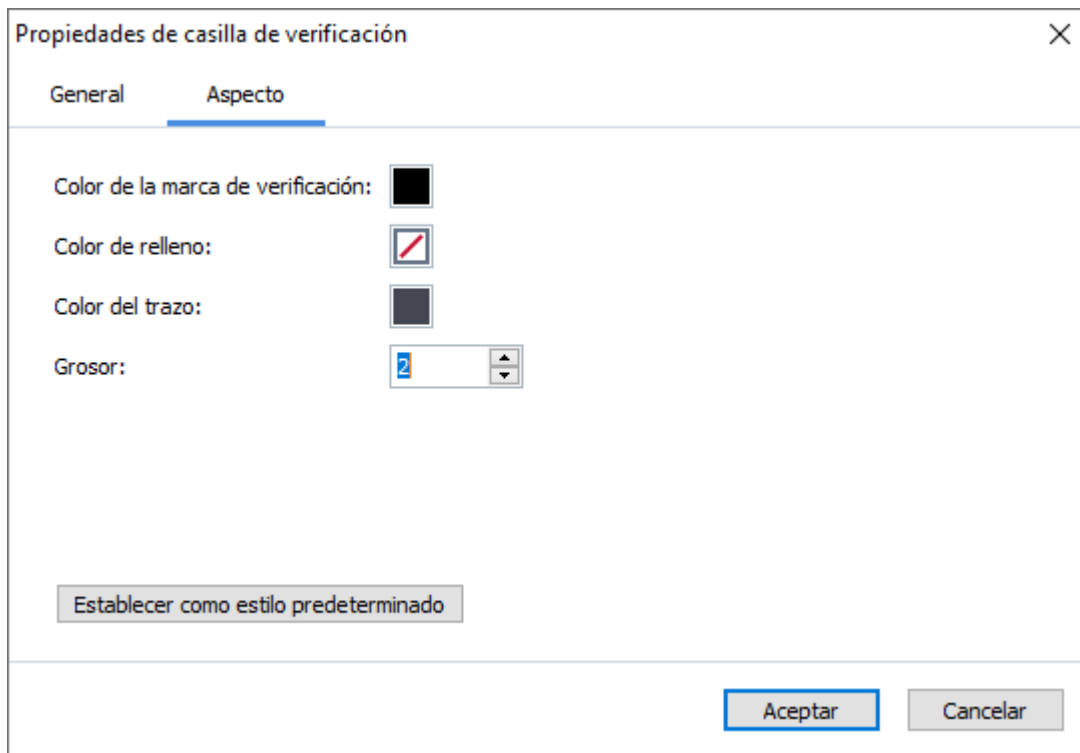 Propiedades de casilla de verificación
General Aspecto
Color de la marca de verificación:
Color de relleno:
Color del trazo:
Grosor: 2
Establecer como estilo predeterminado
Aceptar Cancelar